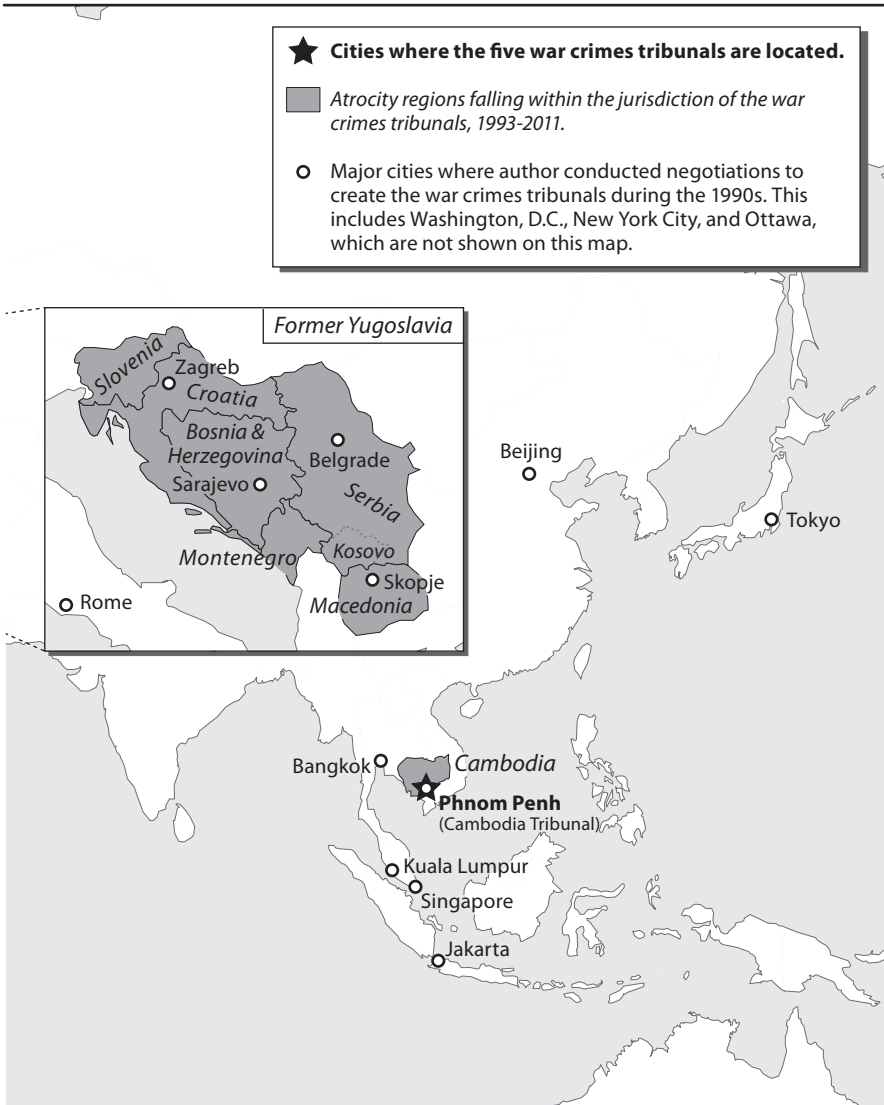 Cities where the five war crimes tribunals are located.
Atrocity regions falling within the jurisdiction of the war
crimes tribunals, 1993-2011.
Major cities where author conducted negotiations to
create the war crimes tribunals during the 1990s. This
includes Washington, D.C., New York City, and Ottawa,
which are not shown on this map.
Former Yugoslavia
Slovenia
Zagreb
Croatia
Bosnia &
Herzegovina
Belgrade
Sarajevo
Serbia
Montenegro
Kosovo
Skopje
Macedonia
Rome
Beijing
Tokyo
Bangkok
Cambodia
Phnom Penh
(Cambodia Tribunal)
Kuala Lumpur
Singapore
Jakarta